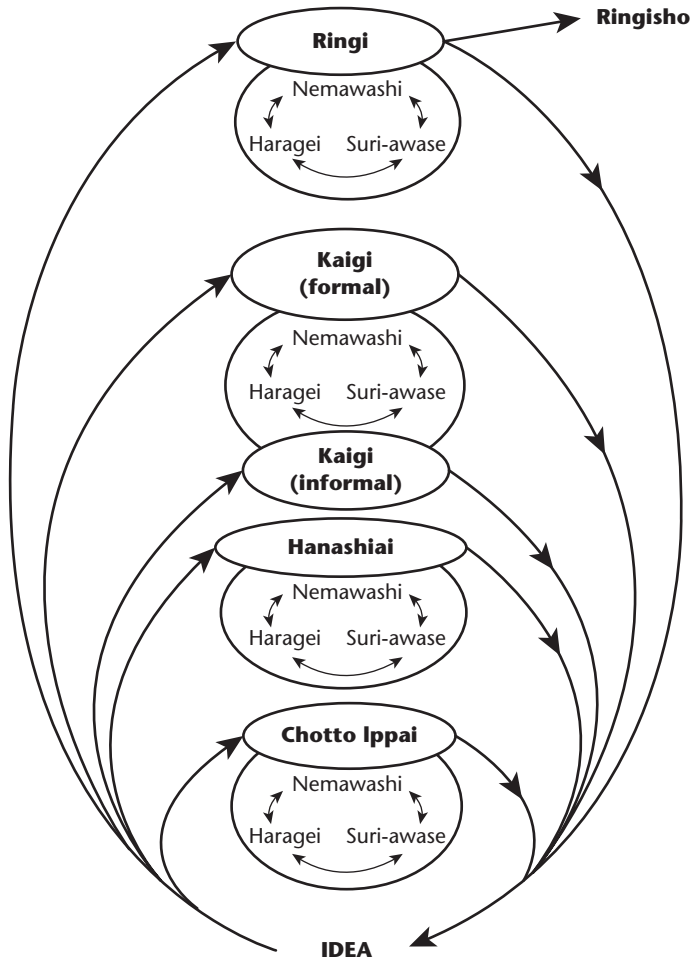 Ringisho
Ringi
Nemawashi
Haragei Suri-awase
Kaigi
(formal)
Nemawashi
Haragei Suri-awase
Kaigi
(informal)
Hanashiai
Nemawashi
Haragei Suri-awase
Chotto Ippai
Nemawashi
Haragei Suri-awase
IDEA